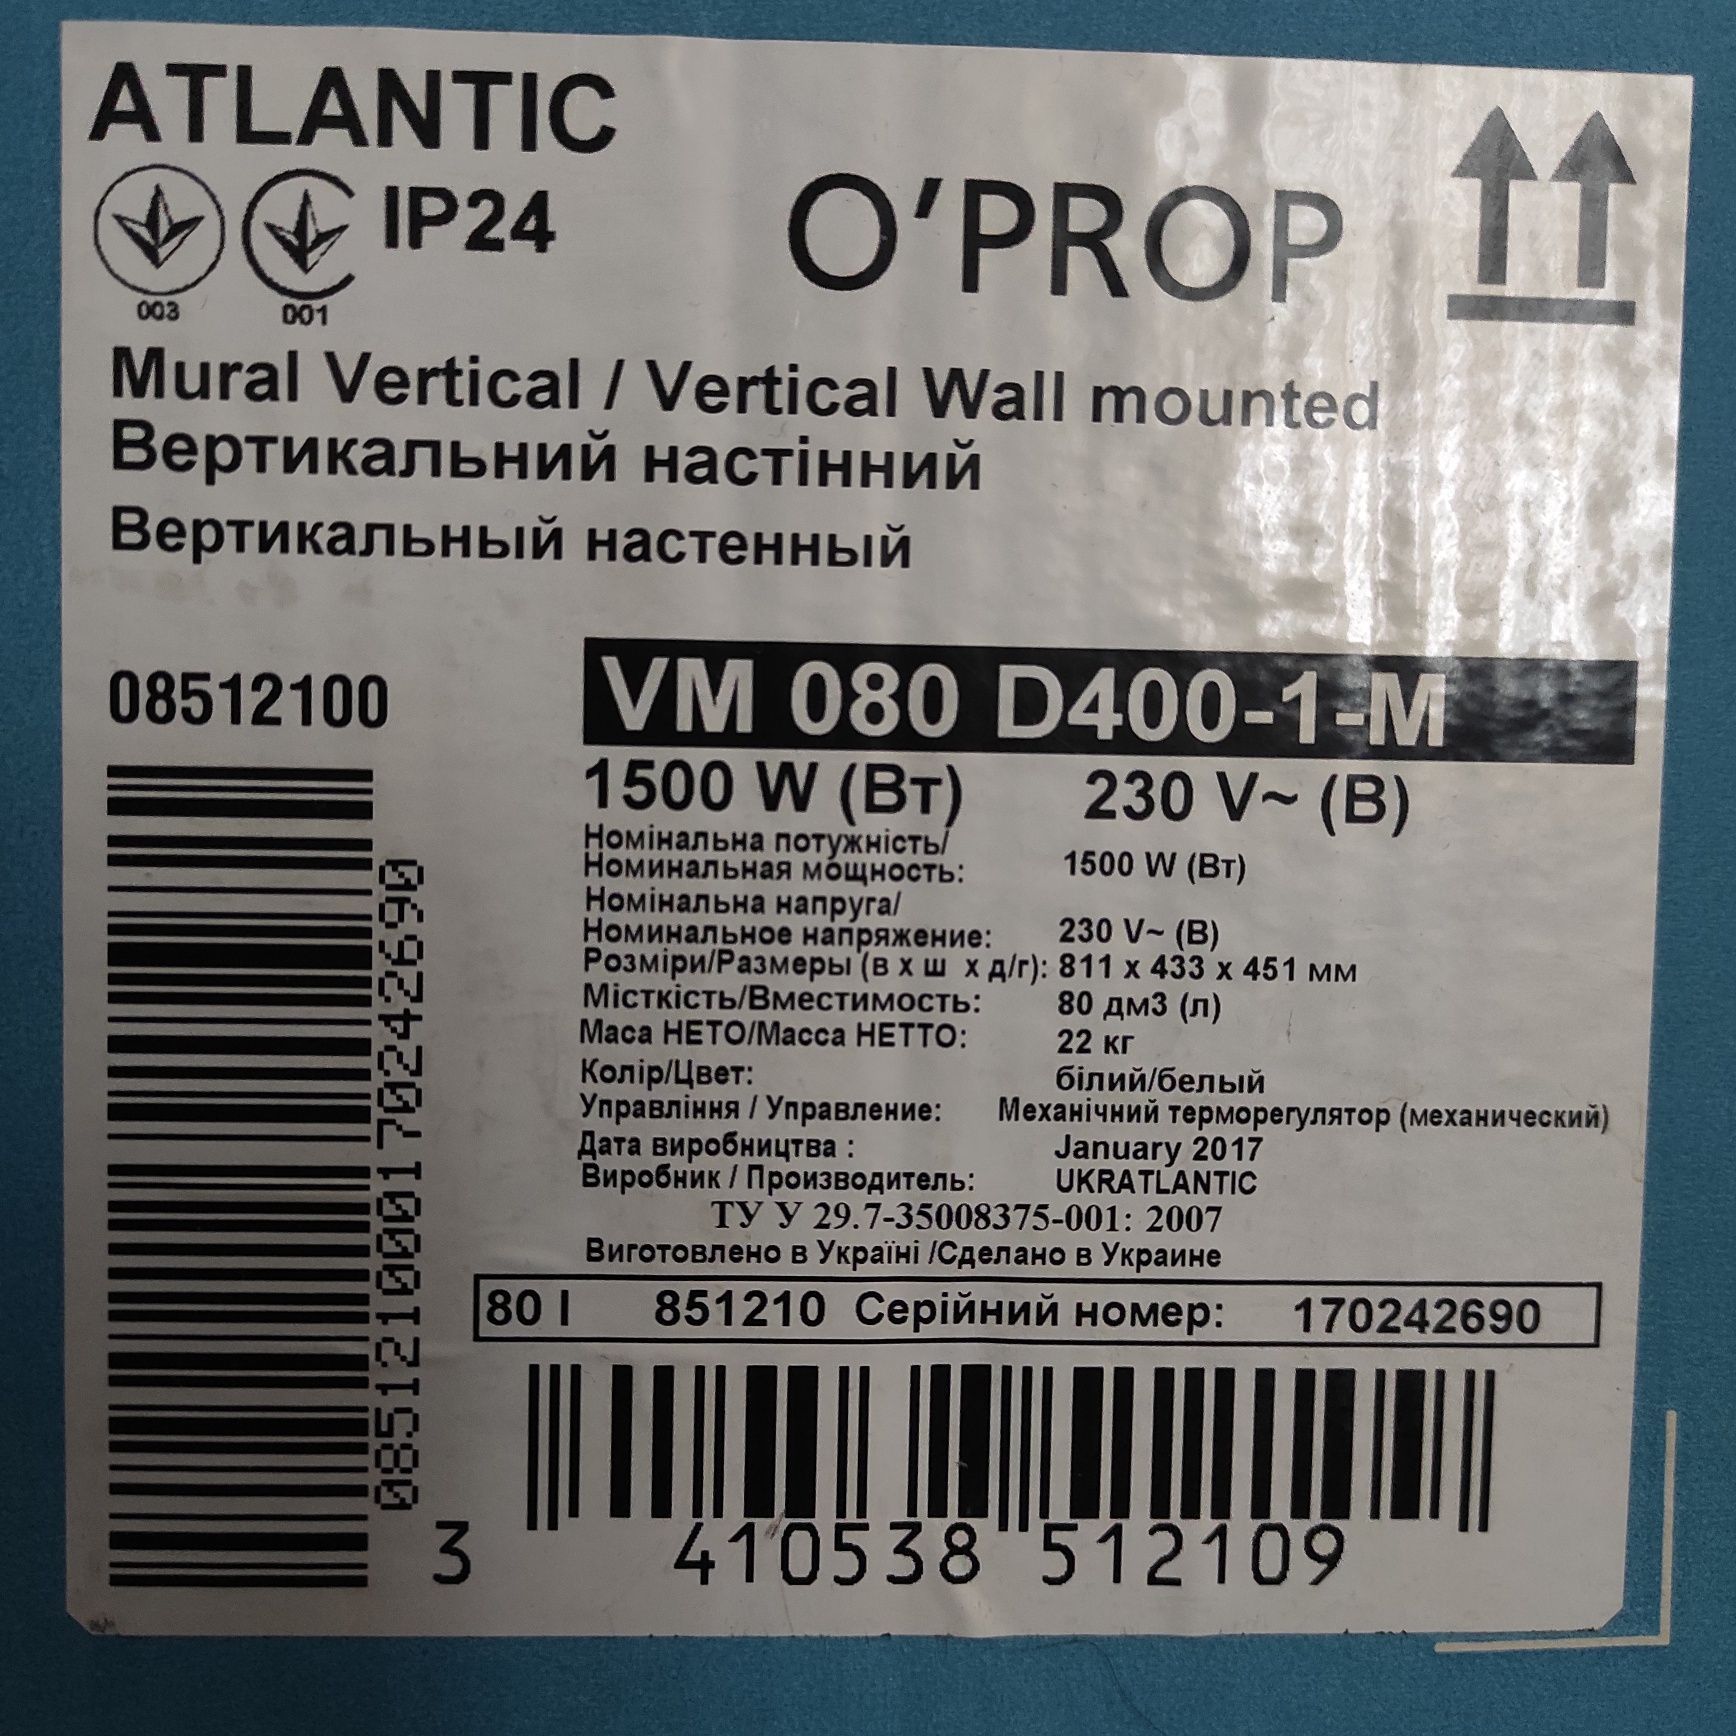 ATLANTIC
IP24
O'PROP
003
001
Mural Vertical / Vertical Wall mounted
Вертикальний настінний
Вертикальный настенный
08512100
VM 080 D400-1-M
1500 W (Вт) 230 V~ (В)
Номінальна потужність/
Номинальная мощность: 1500 W (Вт)
Номінальна напруга/
Номинальное напряжение: 230 V~ (В)
Розміри/Размеры (в х ш х д/г): 811 x 433 x 451 мм
Місткість/Вместимость: 80 дм3 (л)
Маса НЕТО/Масса НЕТТО: 22 кг
Колір/Цвет: білий/белый
Управління / Управление: Механічний терморегулятор (механический)
Дата виробництва : January 2017
Виробник / Производитель: UKRATLANTIC
ТУ У 29.7-35008375-001: 2007
Виготовлено в Україні /Сделано в Украине
80 l 851210 Серійний номер: 170242690
085121000170242690
3 410538 512109